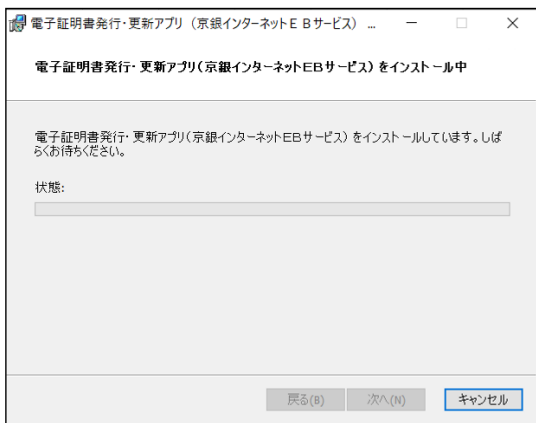 電子証明書発行・更新アプリ (京銀インターネットＥＢサービス) ...
電子証明書発行・更新アプリ(京銀インターネットＥＢサービス) をインストール中
電子証明書発行・更新アプリ(京銀インターネットＥＢサービス) をインストールしています。しば
らくお待ちください。
状態:
戻る(B) 次へ(N) キャンセル